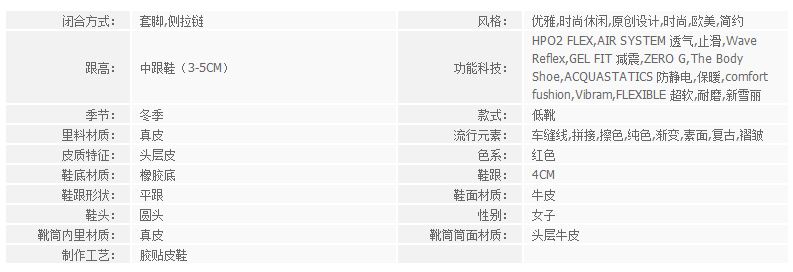 闭合方式: 套脚,侧拉链 风格: 优雅,时尚休闲,原创设计,时尚,欧美,简约
跟高: 中跟鞋（3-5CM） 功能科技: HPO2 FLEX,AIR SYSTEM 透气,止滑,Wave
Reflex,GEL FIT 减震,ZERO G,The Body
Shoe,ACQUASTATICS 防静电,保暖,comfort
fushion,Vibram,FLEXIBLE 超软,耐磨,新雪丽
季节: 冬季 款式: 低靴
里料材质: 真皮 流行元素: 车缝线,拼接,擦色,纯色,渐变,素面,复古,褶皱
皮质特征: 头层皮 色系: 红色
鞋底材质: 橡胶底 鞋跟: 4CM
鞋跟形状: 平跟 鞋面材质: 牛皮
鞋头: 圆头 性别: 女子
靴筒内里材质: 真皮 靴筒筒面材质: 头层牛皮
制作工艺: 胶贴皮鞋